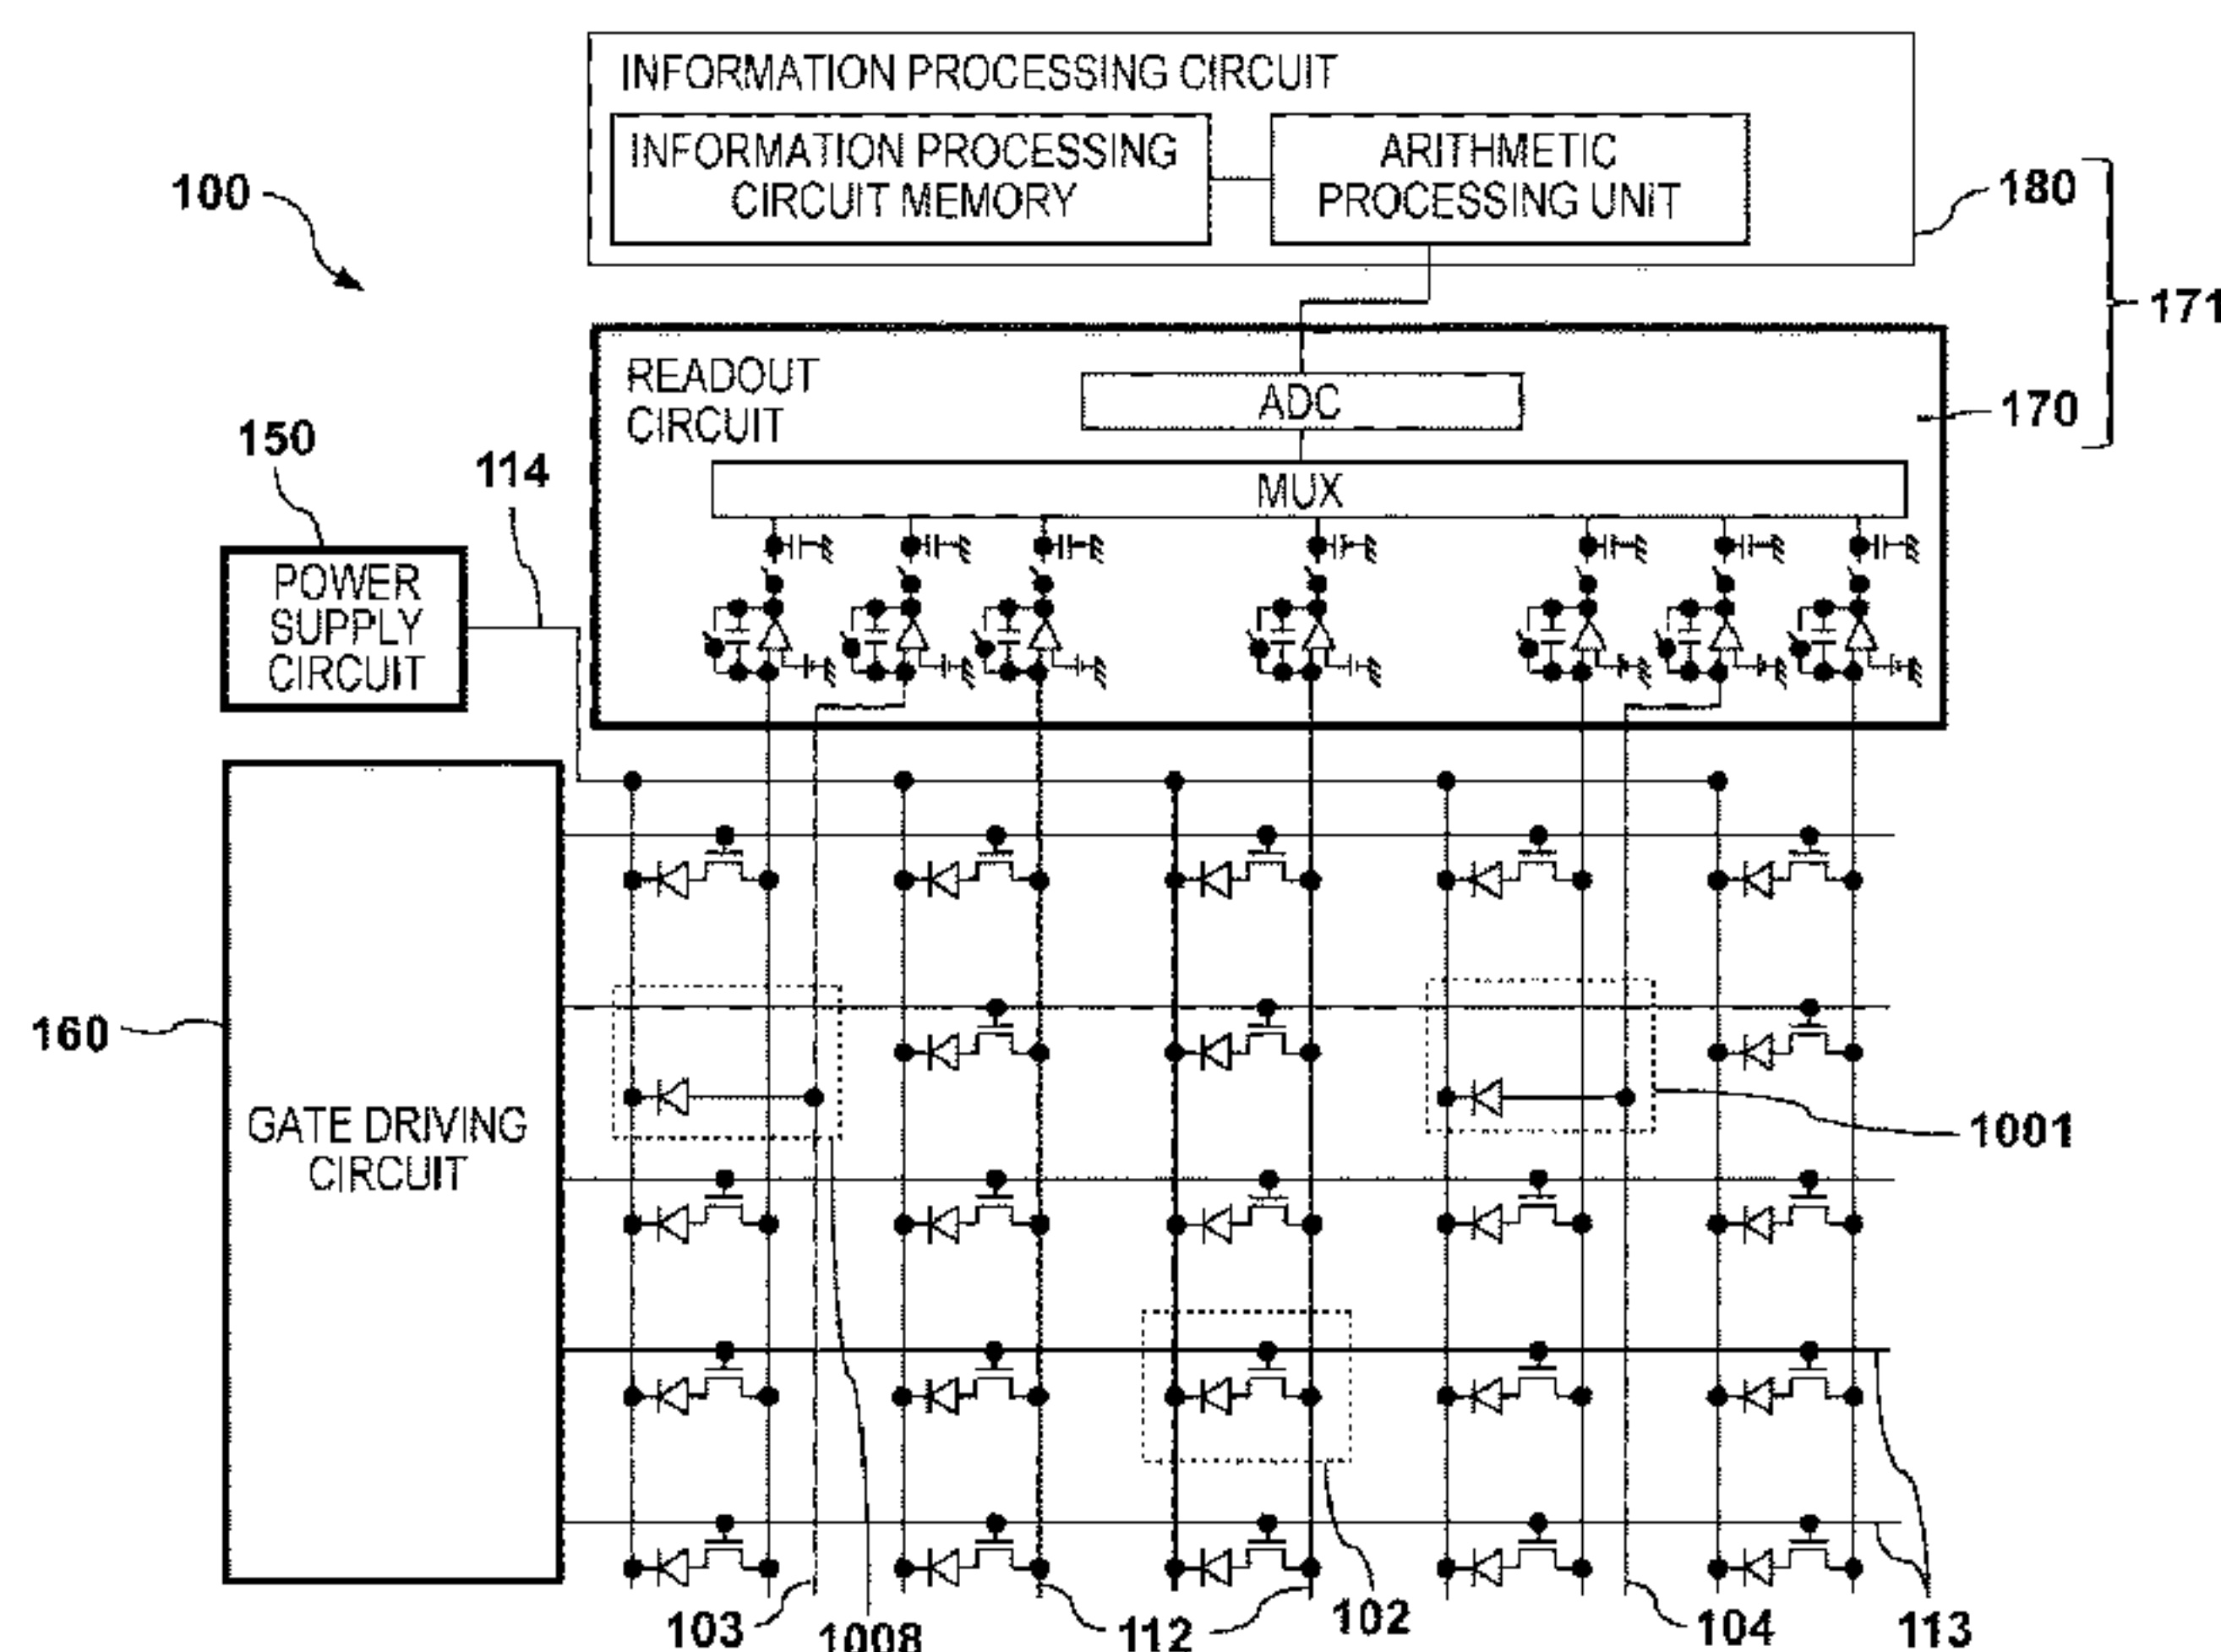 INFORMATION PROCESSING CIRCUIT
INFORMATION PROCESSING
CIRCUIT MEMORY
ARITHMETIC
PROCESSING UNIT
100
180
171
READOUT
CIRCUIT
ADC
170
150
114
MUX
POWER
SUPPLY
CIRCUIT
160
GATE DRIVING
CIRCUIT
1001
103
1008
112
102
104
113